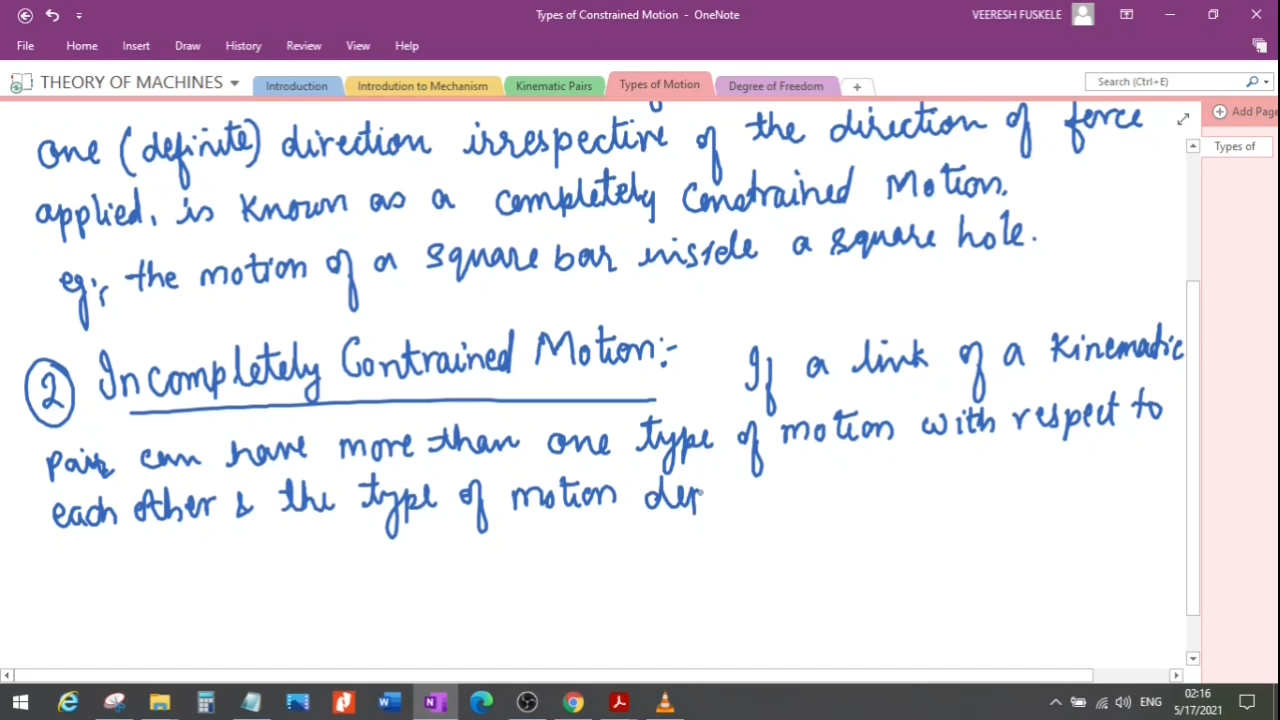 Types of Constrained Motion - OneNote
VEERESH FUSKELE
File Home Insert Draw History Review View Help
THEORY OF MACHINES
Introduction
Introdution to Mechanism
Kinematic Pairs
Types of Motion
Degree of Freedom
Search (Ctrl+E)
Add Page
Types of
one (definite) direction irrespective of the direction of force
applied, is known as a completely constrained Motion.
eg:, the motion of a square bar inside a square hole.
② Incompletely Contrained Motion:- If a link of a Kinematic
pair can have more than one type of motion with respect to
each other & the type of motion dep
ENG
02:16
5/17/2021